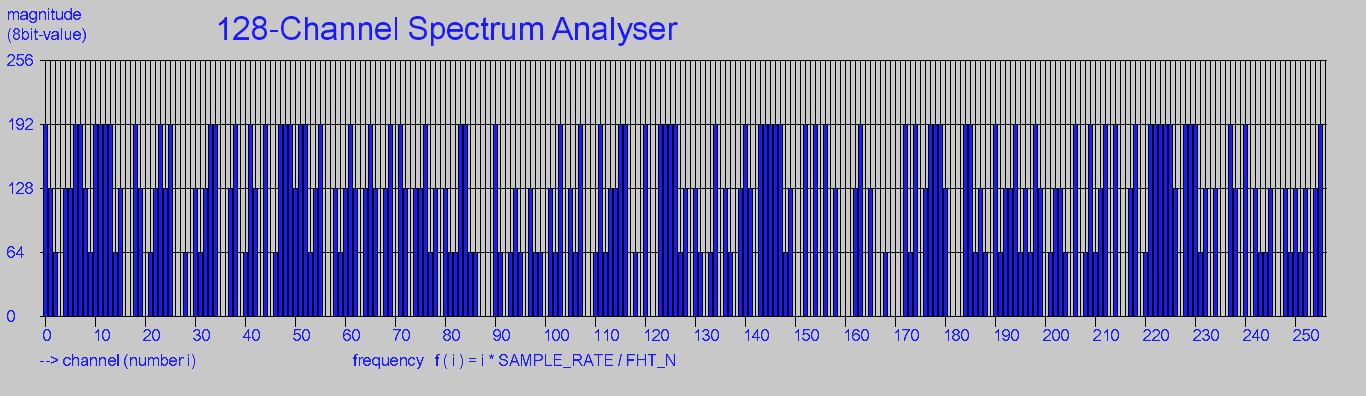 magnitude
(8bit-value)
128-Channel Spectrum Analyser
256
192
128
64
0
0 10 20 30 40 50 60 70 80 90 100 110 120 130 140 150 160 170 180 190 200 210 220 230 240 250
--> channel (number i) frequency f ( i ) = i * SAMPLE_RATE / FHT_N